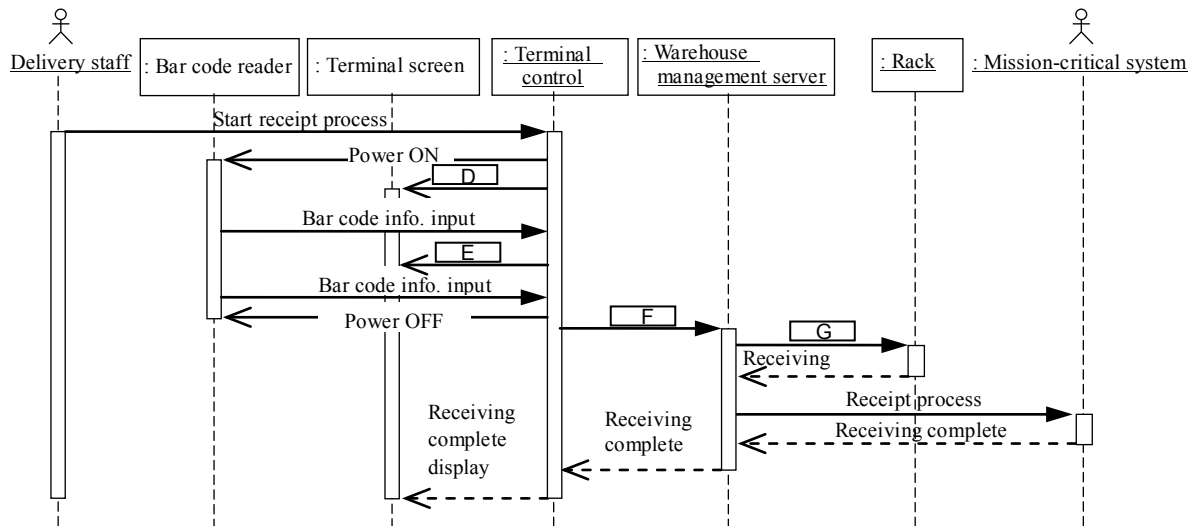 Delivery staff
: Bar code reader
: Terminal screen
: Terminal
control
: Warehouse
management server
: Rack
: Mission-critical system
Start receipt process
Power ON
D
Bar code info. input
E
Bar code info. input
Power OFF
F
G
Receiving
Receipt process
Receiving complete
Receiving
complete
Receiving
complete
display